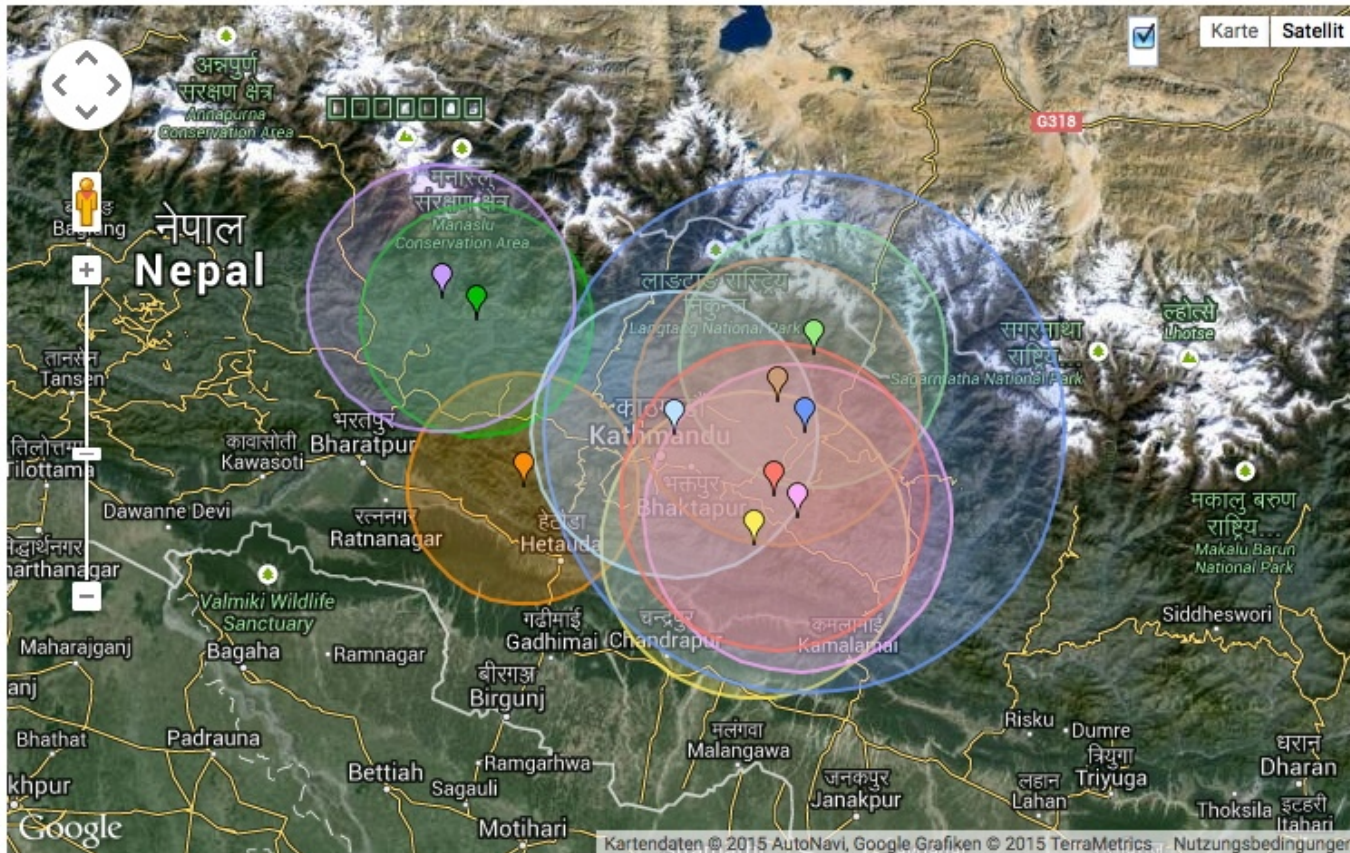 Karte
Satellit
अन्नपुर्ण
संरक्षण क्षेत्र
Annapurna
Conservation Area
G318
मनास्लु
संरक्षण क्षेत्र
Manaslu
Conservation Area
Baglung
नेपाल
Nepal
लाङटाङ राष्ट्रिय
निकुञ्ज
Langtang National Park
सगरमाथा
राष्ट्रिय...
Sagarmatha National Park
ल्होत्से
Lhotse
तानसेन
Tansen
भरतपुर
Bharatpur
काठमाडौं
Kathmandu
तिलोत्तमा
Tilottama
कावासोती
Kawasoti
भक्तपुर
Bhaktapur
मकालु बरुण
राष्ट्रिय...
Makalu Barun
National Park
Dawanne Devi
रत्ननगर
Ratnanagar
हेटौडा
Hetauda
द्धार्थनगर
harthanagar
Valmiki Wildlife
Sanctuary
गढीमाई
Gadhimai
चन्द्रपुर
Chandrapur
कमलामाई
Kamalamai
Siddheswori
Maharajganj
Bagaha
Ramnagar
anj
बीरगञ्ज
Birgunj
Risku
Dumre
Bhathat
Padrauna
मलंगवा
Malangawa
त्रियुगा
Triyuga
धरान
Dharan
Ramgarhwa
Bettiah
Sagauli
जनकपुर
Janakpur
लहान
Lahan
khpur
Thoksila
इटहरी
Itahari
Google
Motihari
Kartendaten © 2015 AutoNavi, Google Grafiken © 2015 TerraMetrics
Nutzungsbedingungen